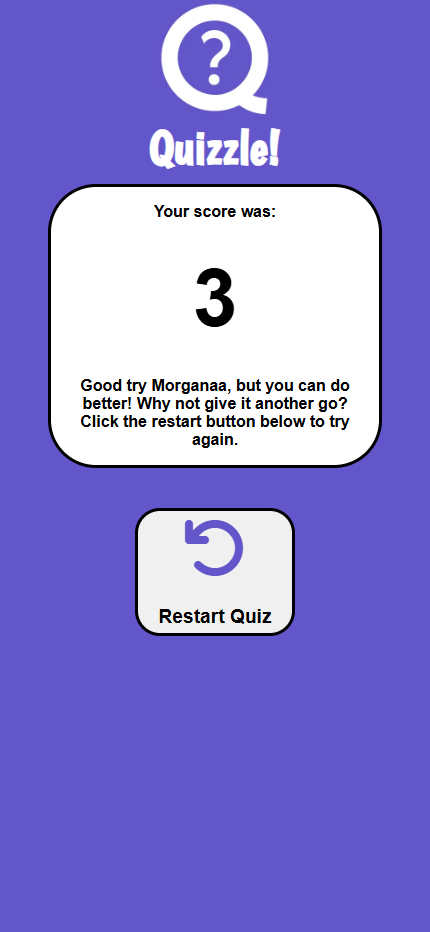 ?
Quizzle!
Your score was:
3
Good try Morganaa, but you can do
better! Why not give it another go?
Click the restart button below to try
again.
Restart Quiz